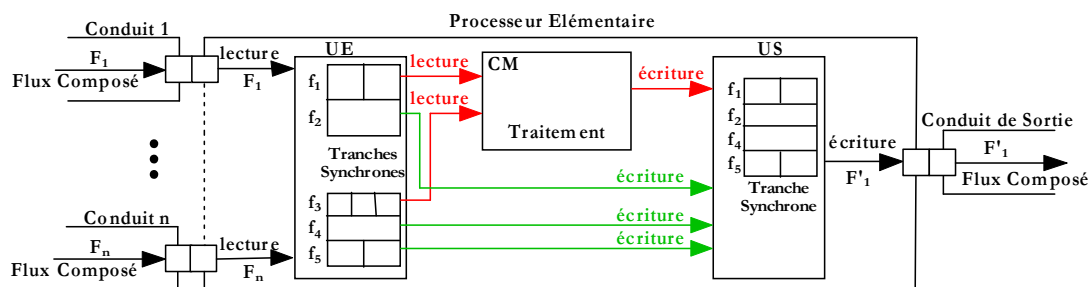 Processeur Elémentaire
Conduit 1
F1
Flux Composé
lecture
F1
UE
f1
f2
Tranches
Synchrones
f3
f4
f5
lecture
lecture
CM
Traitement
écriture
écriture
écriture
écriture
US
f1
f2
f4
f5
Tranche
Synchrone
écriture
F'1
Conduit de Sortie
F'1
Flux Composé
Conduit n
Fn
Flux Composé
lecture
Fn